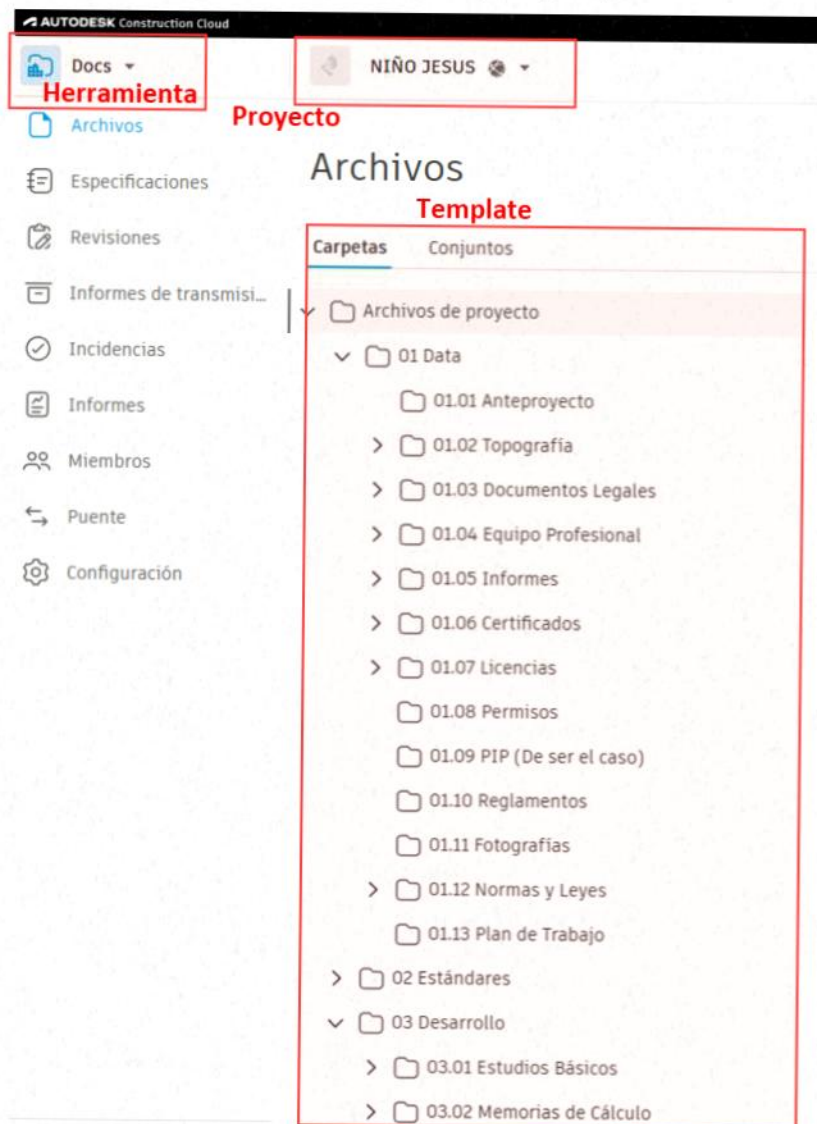 AUTODESK Construction Cloud
Docs
NIÑO JESUS
Herramienta
Proyecto
Archivos
Especificaciones
Revisiones
Informes de transmisi...
Incidencias
Informes
Miembros
Puente
Configuración
Archivos
Template
Carpetas
Conjuntos
Archivos de proyecto
01 Data
01.01 Anteproyecto
01.02 Topografía
01.03 Documentos Legales
01.04 Equipo Profesional
01.05 Informes
01.06 Certificados
01.07 Licencias
01.08 Permisos
01.09 PIP (De ser el caso)
01.10 Reglamentos
01.11 Fotografías
01.12 Normas y Leyes
01.13 Plan de Trabajo
02 Estándares
03 Desarrollo
03.01 Estudios Básicos
03.02 Memorias de Cálculo